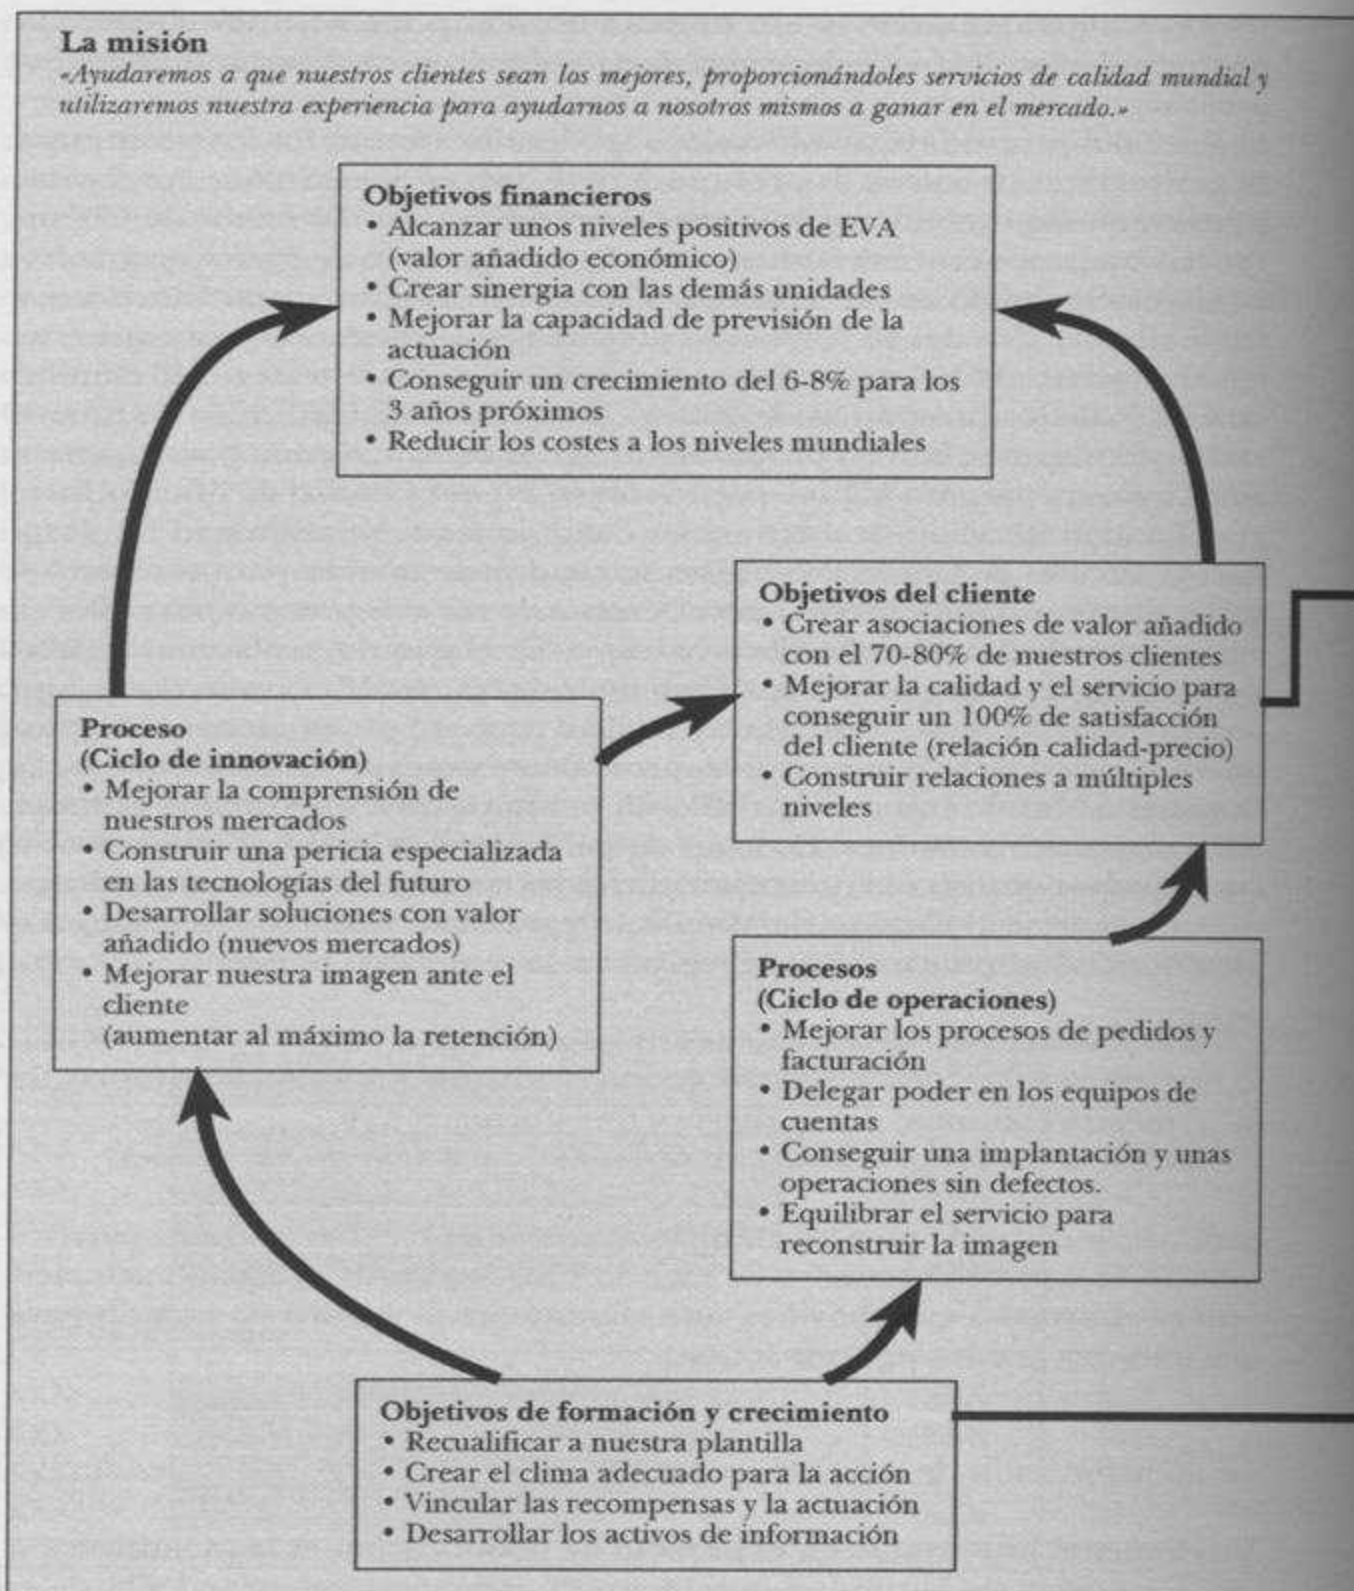 La misión
«Ayudaremos a que nuestros clientes sean los mejores, proporcionándoles servicios de calidad mundial y
utilizaremos nuestra experiencia para ayudarnos a nosotros mismos a ganar en el mercado.»
Objetivos financieros
• Alcanzar unos niveles positivos de EVA
(valor añadido económico)
• Crear sinergia con las demás unidades
• Mejorar la capacidad de previsión de la
actuación
• Conseguir un crecimiento del 6-8% para los
3 años próximos
• Reducir los costes a los niveles mundiales
Objetivos del cliente
• Crear asociaciones de valor añadido
con el 70-80% de nuestros clientes
• Mejorar la calidad y el servicio para
conseguir un 100% de satisfacción
del cliente (relación calidad-precio)
• Construir relaciones a múltiples
niveles
Proceso
(Ciclo de innovación)
• Mejorar la comprensión de
nuestros mercados
• Construir una pericia especializada
en las tecnologías del futuro
• Desarrollar soluciones con valor
añadido (nuevos mercados)
• Mejorar nuestra imagen ante el
cliente
(aumentar al máximo la retención)
Procesos
(Ciclo de operaciones)
• Mejorar los procesos de pedidos y
facturación
• Delegar poder en los equipos de
cuentas
• Conseguir una implantación y unas
operaciones sin defectos.
• Equilibrar el servicio para
reconstruir la imagen
Objetivos de formación y crecimiento
• Recualificar a nuestra plantilla
• Crear el clima adecuado para la acción
• Vincular las recompensas y la actuación
• Desarrollar los activos de información